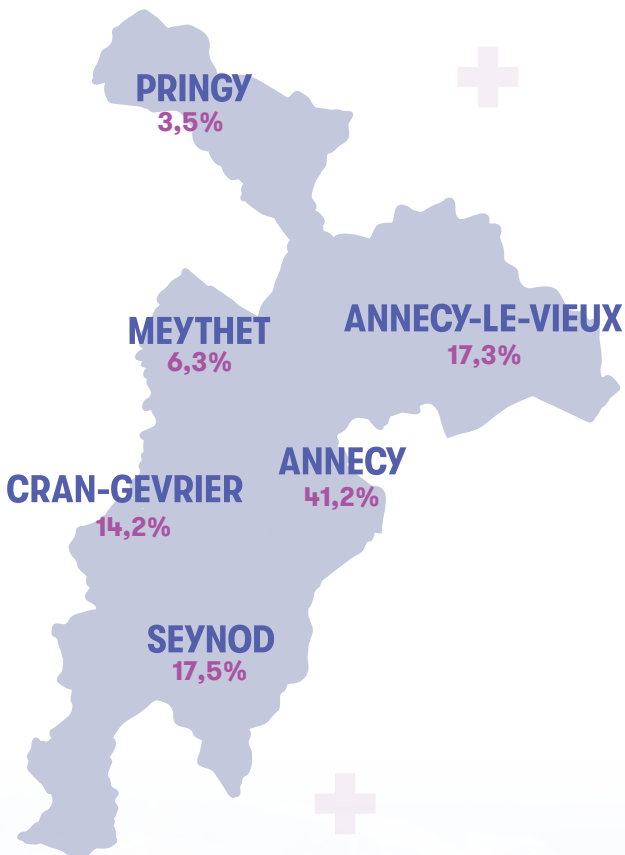 PRINGY
3,5%
MEYTHET
6,3%
ANNECY-LE-VIEUX
17,3%
ANNECY
41,2%
CRAN-GEVRIER
14,2%
SEYNOD
17,5%